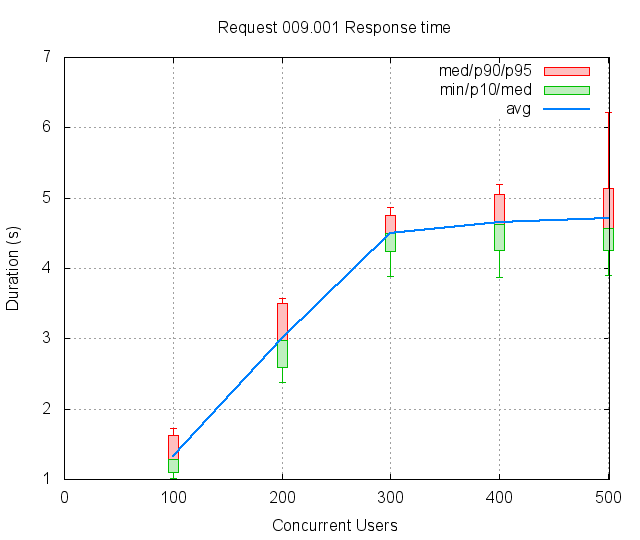 Request 009.001 Response time
7
6
5
4
3
2
1
Duration (s)
med/p90/p95
min/p10/med
avg
0 100 200 300 400 500
Concurrent Users